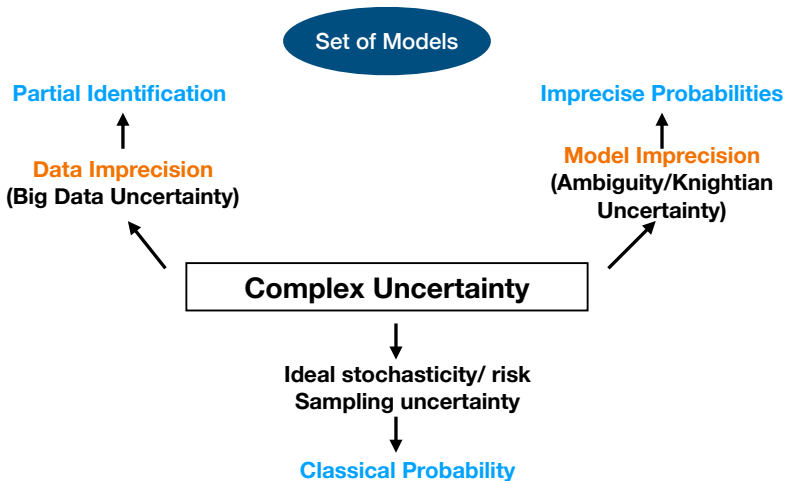 Set of Models
Partial Identification
Imprecise Probabilities
Data Imprecision
(Big Data Uncertainty)
Model Imprecision
(Ambiguity/Knightian
Uncertainty)
Complex Uncertainty
Ideal stochasticity/ risk
Sampling uncertainty
Classical Probability